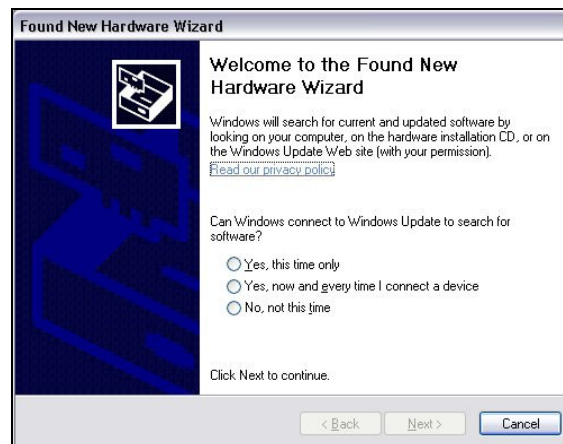 Found New Hardware Wizard
Welcome to the Found New
Hardware Wizard
Windows will search for current and updated software by
looking on your computer, on the hardware installation CD, or on
the Windows Update Web site (with your permission).
Read our privacy policy
Can Windows connect to Windows Update to search for
software?
Yes, this time only
Yes, now and every time I connect a device
No, not this time
Click Next to continue.
< Back Next > Cancel